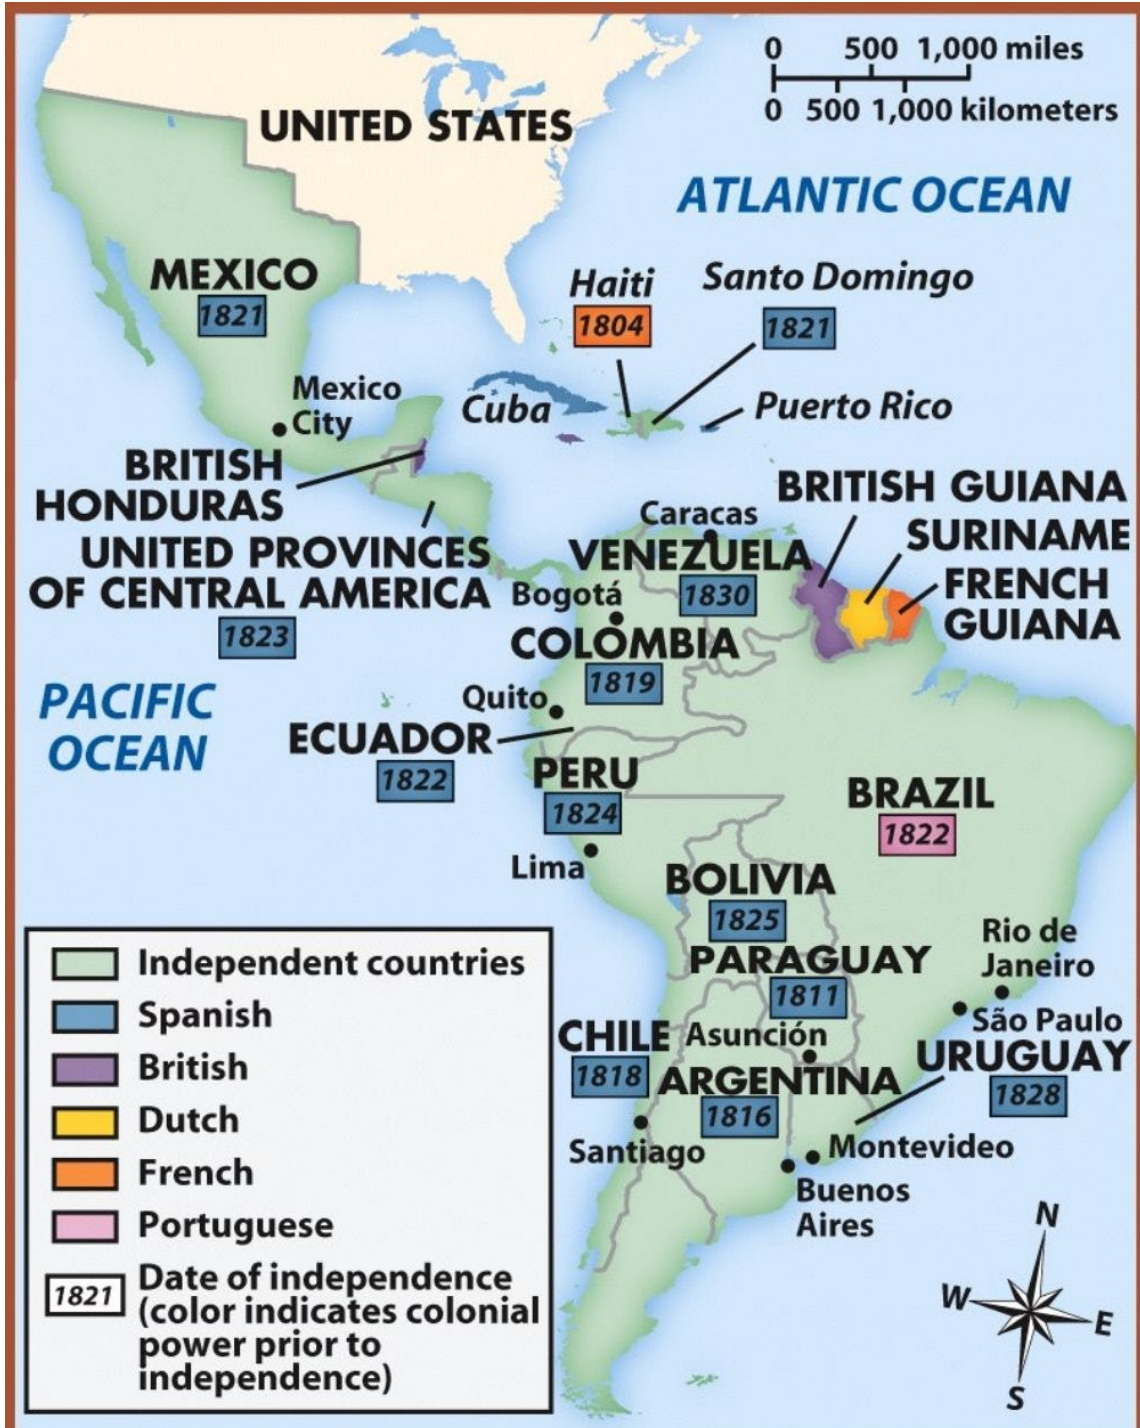 0 500 1,000 miles
0 500 1,000 kilometers
UNITED STATES
ATLANTIC OCEAN
MEXICO
1821
Haiti
1804
Santo Domingo
1821
Mexico
City
Cuba
Puerto Rico
BRITISH
HONDURAS
UNITED PROVINCES
OF CENTRAL AMERICA
1823
Caracas
VENEZUELA
1830
BRITISH GUIANA
SURINAME
FRENCH
GUIANA
Bogotá
COLOMBIA
1819
PACIFIC
OCEAN
Quito
ECUADOR
1822
PERU
1824
Lima
BRAZIL
1822
BOLIVIA
1825
PARAGUAY
1811
Asunción
Rio de
Janeiro
São Paulo
CHILE
1818
ARGENTINA
1816
URUGUAY
1828
Santiago
Montevideo
Buenos
Aires
Independent countries
Spanish
British
Dutch
French
Portuguese
1821
Date of independence
(color indicates colonial
power prior to
independence)
N
W
E
S